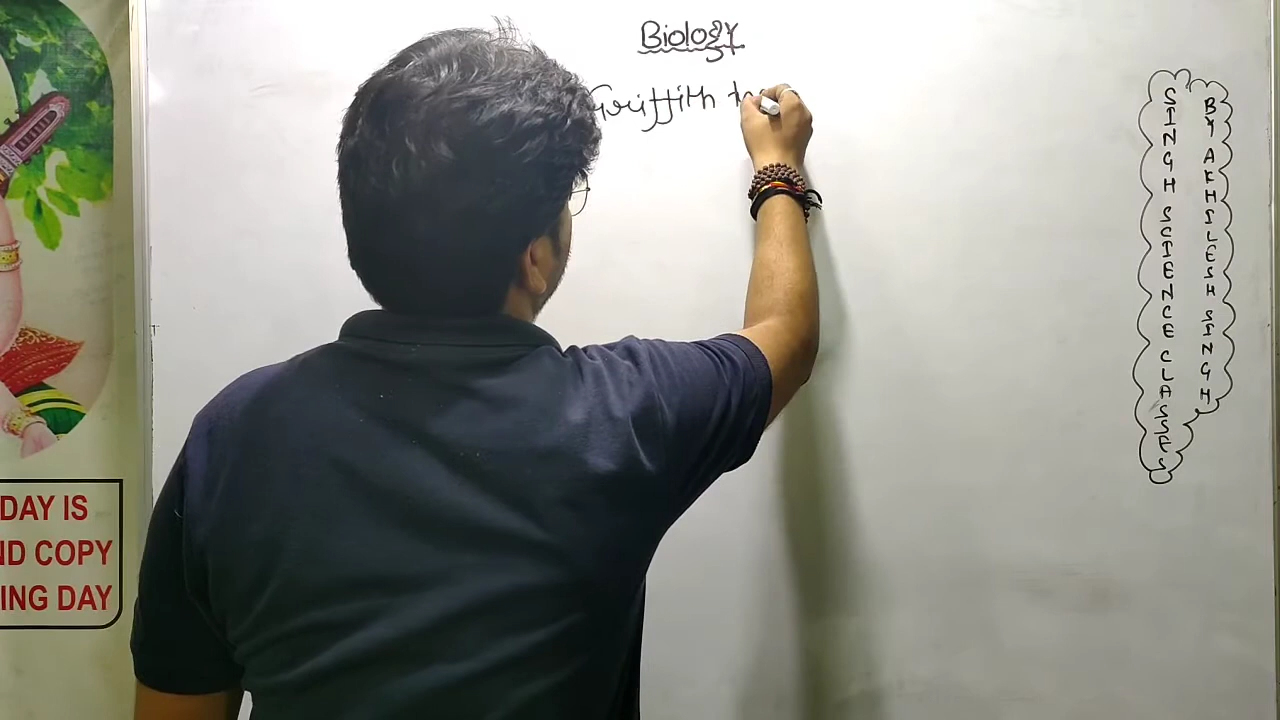 Biology
Griffith
SINGH SCIENCE CLASSES
BY AKHILESH SINGH
DAY IS
ND COPY
ING DAY